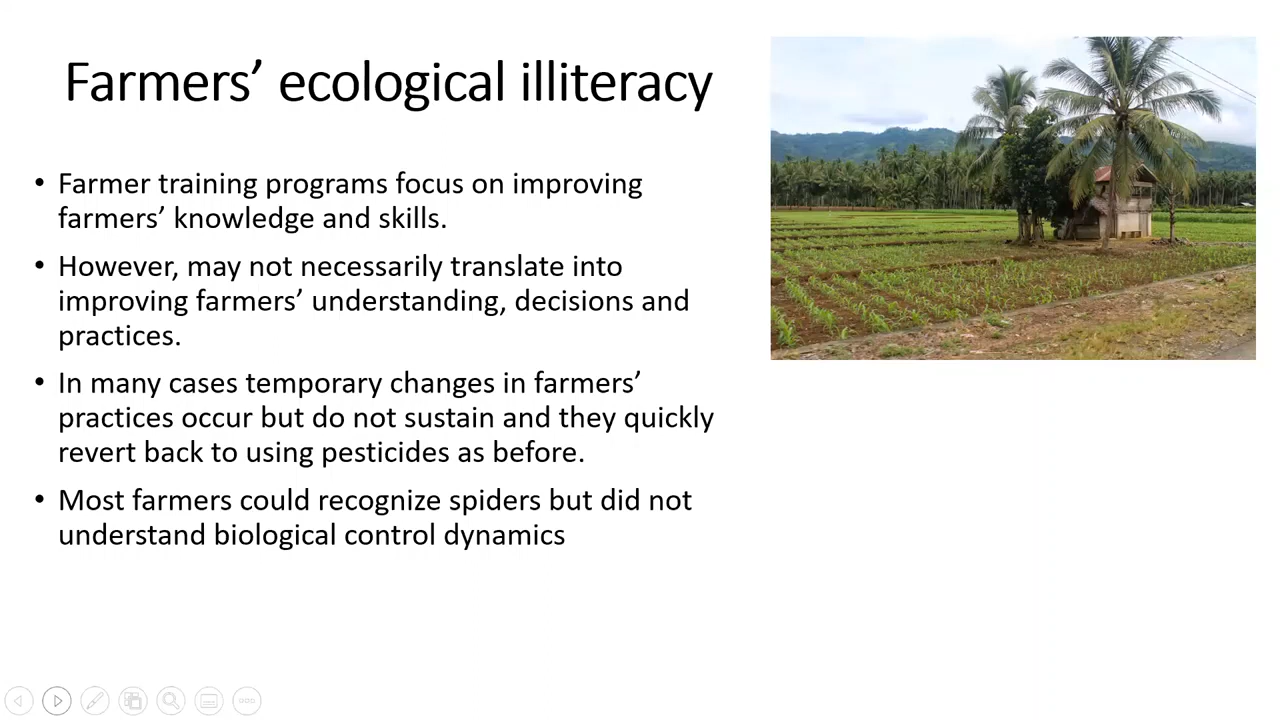 Farmers’ ecological illiteracy
• Farmer training programs focus on improving
farmers’ knowledge and skills.
• However, may not necessarily translate into
improving farmers’ understanding, decisions and
practices.
• In many cases temporary changes in farmers’
practices occur but do not sustain and they quickly
revert back to using pesticides as before.
• Most farmers could recognize spiders but did not
understand biological control dynamics